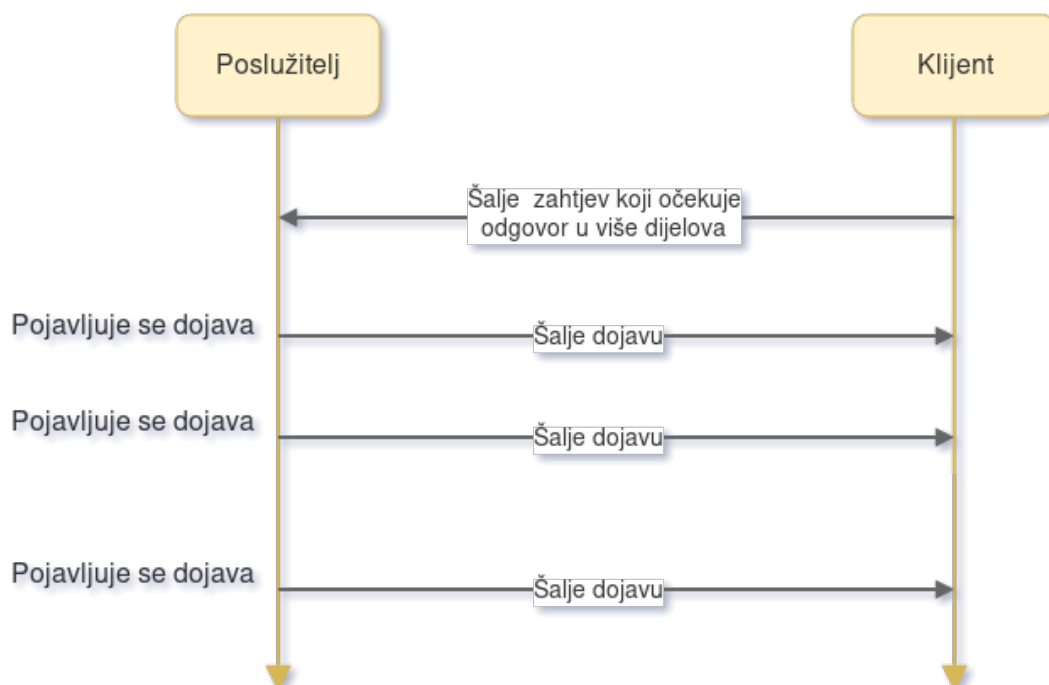 Poslužitelj
Klijent
Šalje  zahtjev koji očekuje
odgovor u više dijelova
Pojavljuje se dojava
Šalje dojavu
Pojavljuje se dojava
Šalje dojavu
Pojavljuje se dojava
Šalje dojavu